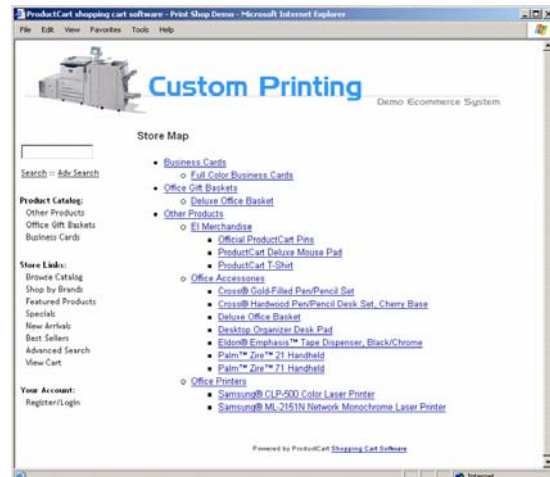 ProductCart shopping cart software - Print Shop Demo - Microsoft Internet Explorer
File Edit View Favorites Tools Help
Custom Printing
Demo Ecommerce System
Store Map
Search :: Adv Search
Product Catalog:
Other Products
Office Gift Baskets
Business Cards
Store Links:
Browse Catalog
Shop by Brands
Featured Products
Specials
New Arrivals
Best Sellers
Advanced Search
View Cart
Your Account:
Register/Login
Business Cards
Full Color Business Cards
Office Gift Baskets
Deluxe Office Basket
Other Products
EI Merchandise
Official ProductCart Pins
ProductCart Deluxe Mouse Pad
ProductCart T-Shirt
Office Accessories
Cross® Gold-Filled Pen/Pencil Set
Cross® Hardwood Pen/Pencil Desk Set, Cherry Base
Deluxe Office Basket
Desktop Organizer Desk Pad
Eldon® Emphasis™ Tape Dispenser, Black/Chrome
Palm™ Zire™ 21 Handheld
Palm™ Zire™ 71 Handheld
Office Printers
Samsung® CLP-500 Color Laser Printer
Samsung® ML-2151N Network Monochrome Laser Printer
Powered by ProductCart Shopping Cart Software
Internet